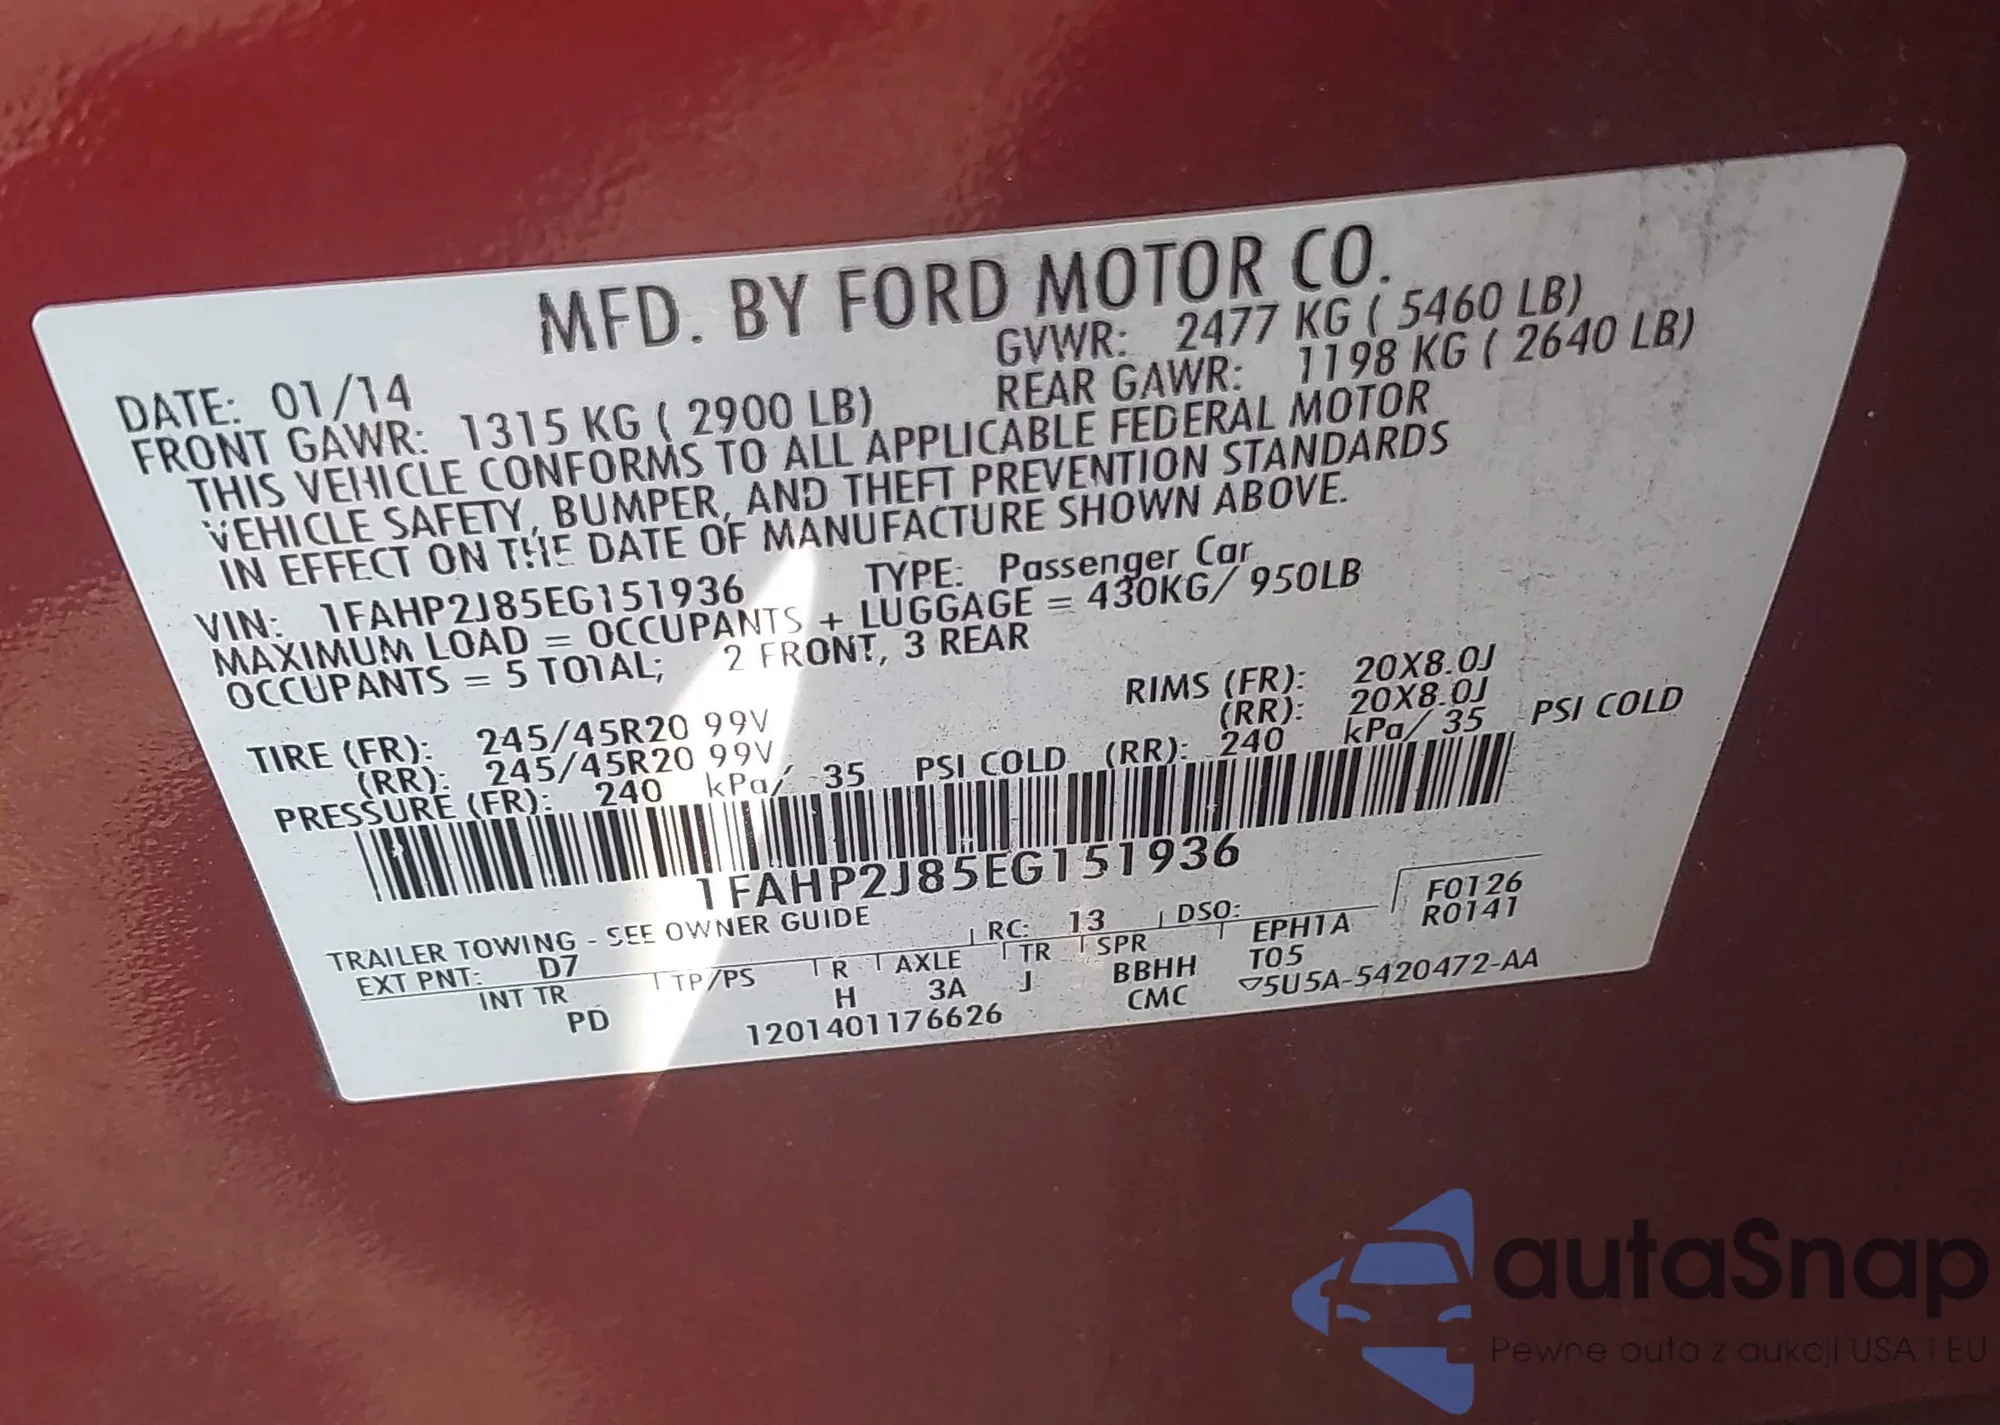 MFD. BY FORD MOTOR CO.
DATE: 01/14 GVWR: 2477 KG ( 5460 LB)
FRONT GAWR: 1315 KG ( 2900 LB) REAR GAWR: 1198 KG ( 2640 LB)
THIS VEHICLE CONFORMS TO ALL APPLICABLE FEDERAL MOTOR
VEHICLE SAFETY, BUMPER, AND THEFT PREVENTION STANDARDS
IN EFFECT ON THE DATE OF MANUFACTURE SHOWN ABOVE.
VIN: 1FAHP2J85EG151936 TYPE: Passenger Car
MAXIMUM LOAD = OCCUPANTS + LUGGAGE = 430KG/ 950LB
OCCUPANTS = 5 TOTAL; 2 FRONT, 3 REAR
TIRE (FR): 245/45R20 99V RIMS (FR): 20X8.0J
(RR): 245/45R20 99V (RR): 20X8.0J
PRESSURE (FR): 240 kPa/ 35 PSI COLD (RR): 240 kPa/ 35 PSI COLD
1FAHP2J85EG151936
TRAILER TOWING - SEE OWNER GUIDE RC: 13 DSO: F0126
EXT PNT: D7 EPH1A R0141
INT TR TP/PS R AXLE TR SPR BBHH T05
PD H 3A J CMC ▽5U5A-5420472-AA
1201401176626
autaSnap
Pewne auta z aukcji USA i EU